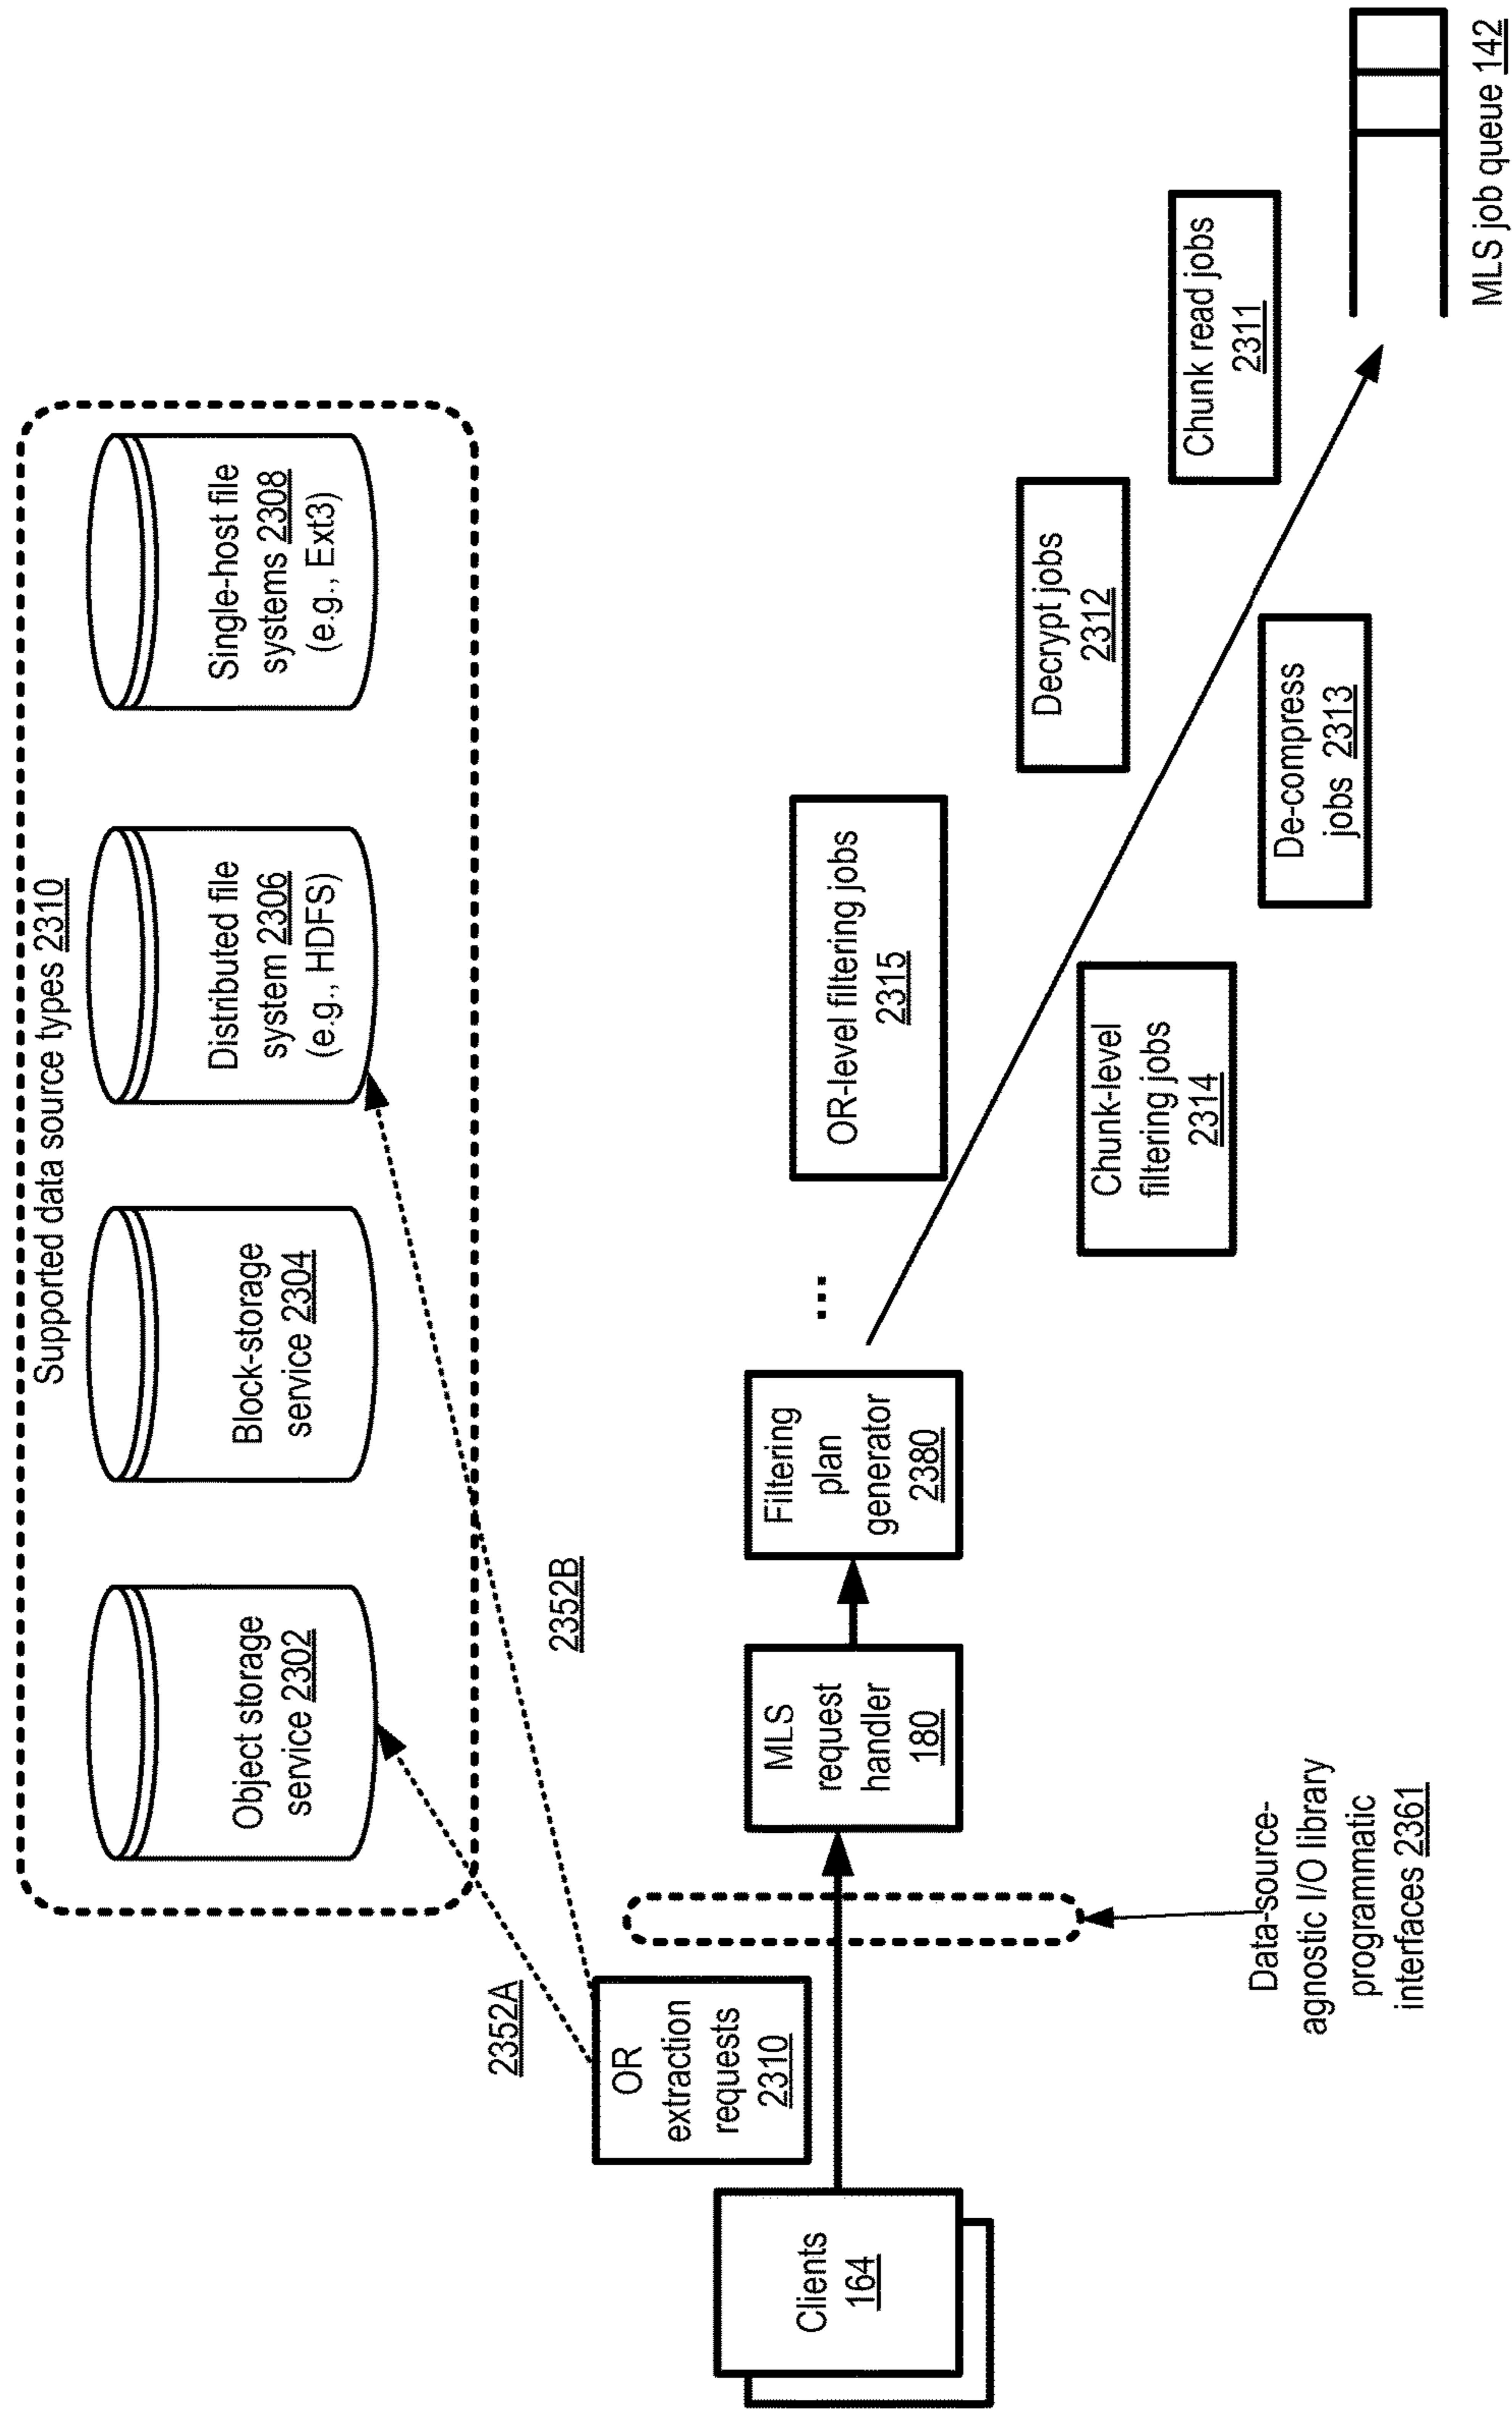 Supported data source types 2310
Object storage
service 2302
Block-storage
service 2304
Distributed file
system 2306
(e.g., HDFS)
Single-host file
systems 2308
(e.g., Ext3)
2352A
2352B
OR
extraction
requests
2310
Clients
164
MLS
request
handler
180
Filtering
plan
generator
2380
...
OR-level filtering jobs
2315
Decrypt jobs
2312
Chunk read jobs
2311
Chunk-level
filtering jobs
2314
De-compress
jobs 2313
MLS job queue 142
Data-source-
agnostic I/O library
programmatic
interfaces 2361